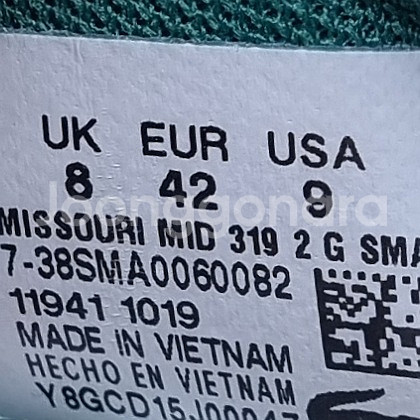 UK EUR USA
8 42 9
joonggonara
MISSOURI MID 319 2 G SMA
7-38SMA0060082
11941 1019
MADE IN VIETNAM
HECHO EN VIETNAM